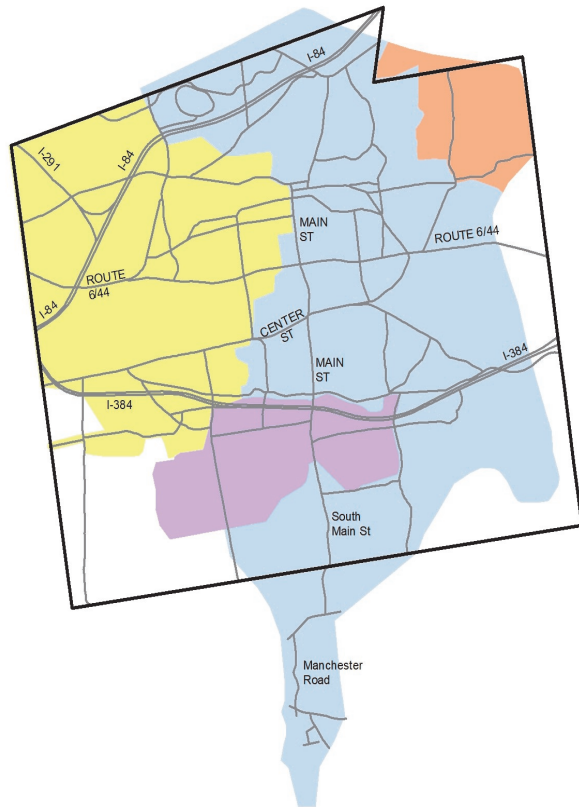 I-84
I-291
I-84
MAIN
ST
ROUTE 6/44
ROUTE
6/44
I-84
CENTER
ST
MAIN
ST
I-384
I-384
South
Main St
Manchester
Road